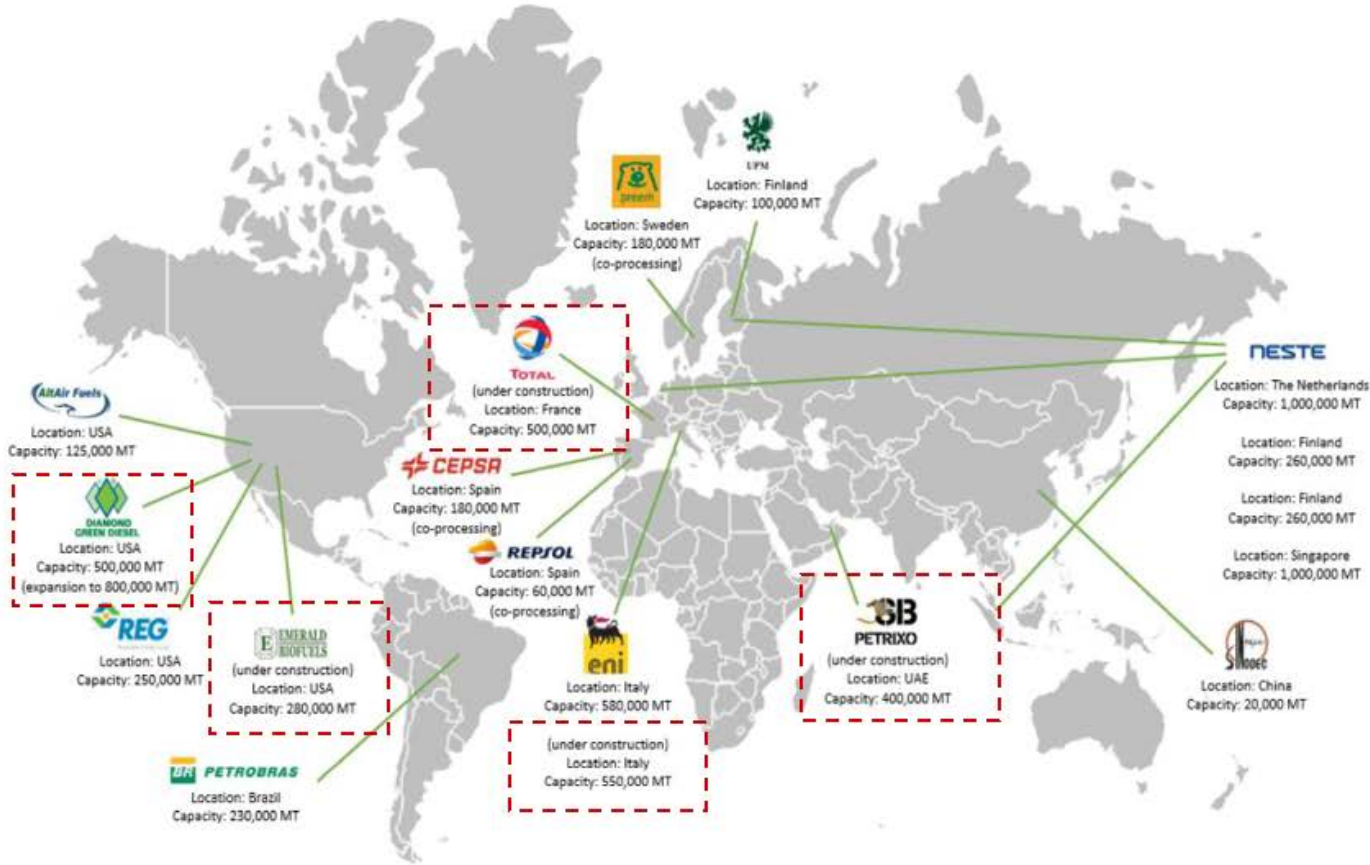 UPM
Location: Finland
Capacity: 100,000 MT
preem
Location: Sweden
Capacity: 180,000 MT
(co-processing)
TOTAL
(under construction)
Location: France
Capacity: 500,000 MT
NESTE
Location: The Netherlands
Capacity: 1,000,000 MT
Location: Finland
Capacity: 260,000 MT
Location: Finland
Capacity: 260,000 MT
Location: Singapore
Capacity: 1,000,000 MT
AltAir Fuels
Location: USA
Capacity: 125,000 MT
CEPSA
Location: Spain
Capacity: 180,000 MT
(co-processing)
DIAMOND
GREEN DIESEL
Location: USA
Capacity: 500,000 MT
(expansion to 800,000 MT)
REPSOL
Location: Spain
Capacity: 60,000 MT
(co-processing)
REG
Location: USA
Capacity: 250,000 MT
E EMERALD
BIOFUELS
(under construction)
Location: USA
Capacity: 280,000 MT
eni
Location: Italy
Capacity: 580,000 MT
(under construction)
Location: Italy
Capacity: 550,000 MT
SB
PETRIXO
(under construction)
Location: UAE
Capacity: 400,000 MT
Location: China
Capacity: 20,000 MT
BR PETROBRAS
Location: Brazil
Capacity: 230,000 MT